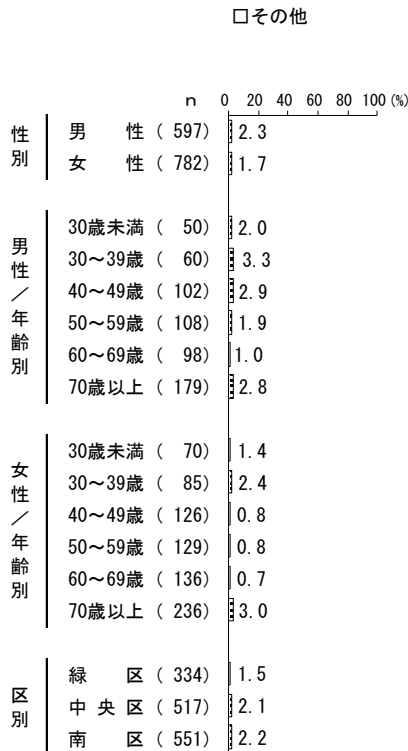 □その他
n 0 20 40 60 80 100 (%)
性別
男 性 ( 597) 2.3
女 性 ( 782) 1.7
男性／年齢別
30歳未満 ( 50) 2.0
30～39歳 ( 60) 3.3
40～49歳 ( 102) 2.9
50～59歳 ( 108) 1.9
60～69歳 ( 98) 1.0
70歳以上 ( 179) 2.8
女性／年齢別
30歳未満 ( 70) 1.4
30～39歳 ( 85) 2.4
40～49歳 ( 126) 0.8
50～59歳 ( 129) 0.8
60～69歳 ( 136) 0.7
70歳以上 ( 236) 3.0
区別
緑 区 ( 334) 1.5
中 央 区 ( 517) 2.1
南 区 ( 551) 2.2